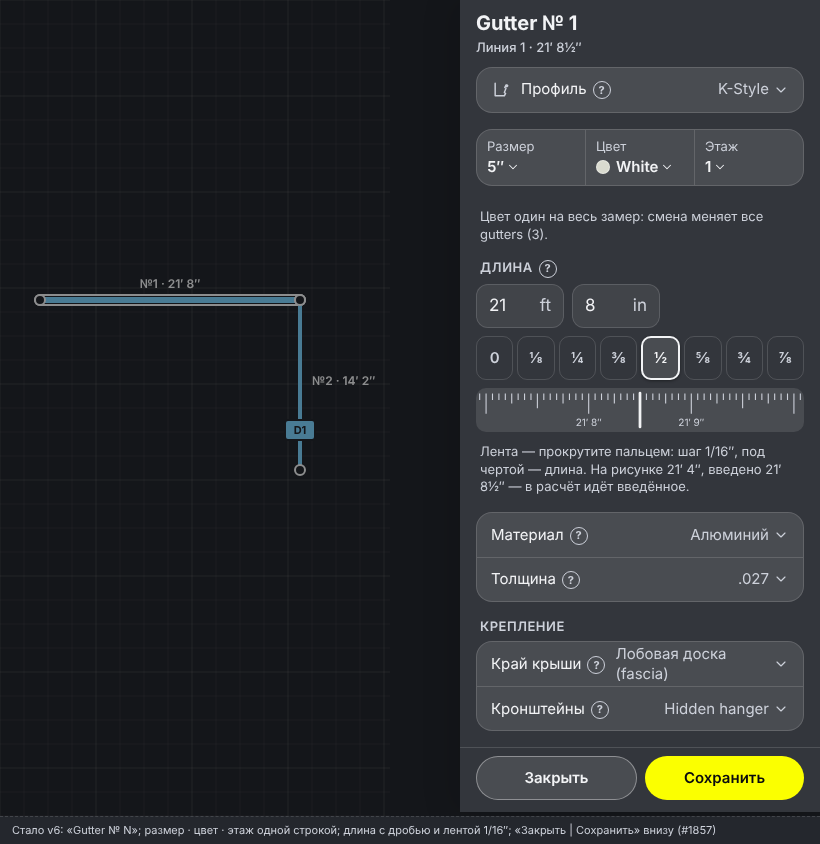 Gutter № 1
Линия 1 · 21′ 8½″
Профиль ? K-Style
Размер Цвет Этаж
5″ White 1
Цвет один на весь замер: смена меняет все
gutters (3).
ДЛИНА ?
21 ft 8 in
0 ⅛ ¼ ⅜ ½ ⅝ ¾ ⅞
21′ 8″ 21′ 9″
Лента — прокрутите пальцем: шаг 1/16″, под
чертой — длина. На рисунке 21′ 4″, введено 21′
8½″ — в расчёт идёт введённое.
Материал ? Алюминий
Толщина ? .027
КРЕПЛЕНИЕ
Край крыши ? Лобовая доска
(fascia)
Кронштейны ? Hidden hanger
Закрыть Сохранить
№1 · 21′ 8″
№2 · 14′ 2″
D1
Стало v6: «Gutter № N»; размер · цвет · этаж одной строкой; длина с дробью и лентой 1/16″; «Закрыть | Сохранить» внизу (#1857)